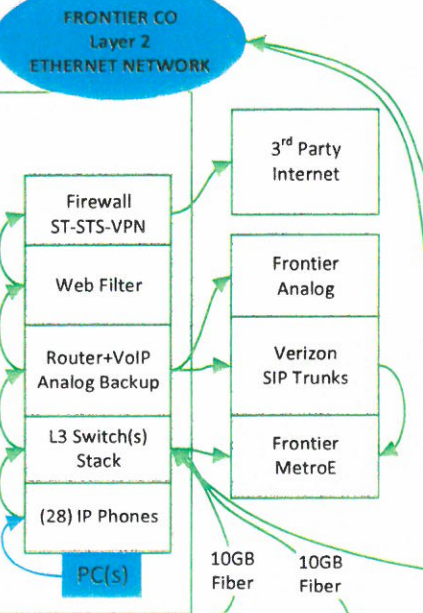 FRONTIER CO
Layer 2
ETHERNET NETWORK
3rd Party
Internet
Firewall
ST-STS-VPN
Web Filter
Frontier
Analog
Router+VoIP
Analog Backup
Verizon
SIP Trunks
L3 Switch(s)
Stack
Frontier
MetroE
(28) IP Phones
PC(s)
10GB
Fiber
10GB
Fiber